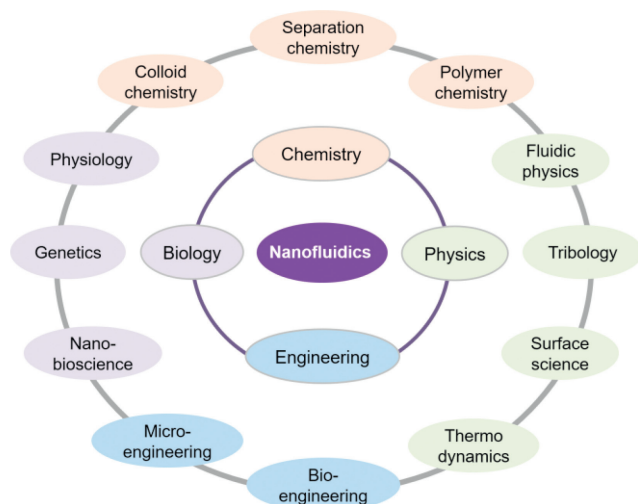 Separation
chemistry
Colloid
chemistry
Polymer
chemistry
Physiology
Chemistry
Fluidic
physics
Genetics
Biology
Nanofluidics
Physics
Tribology
Nano-
bioscience
Engineering
Surface
science
Micro-
engineering
Thermo
dynamics
Bio-
engineering